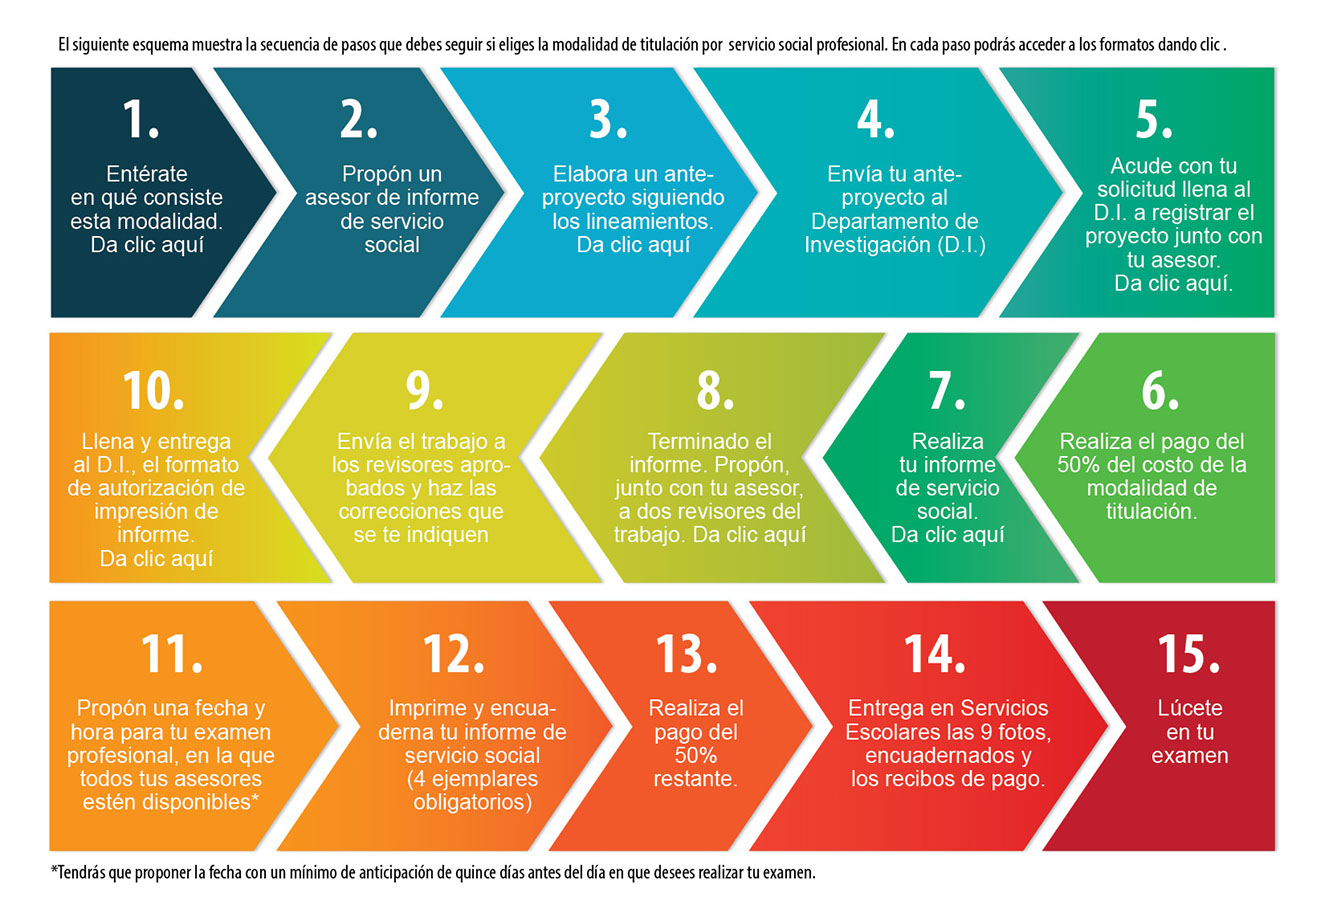 El siguiente esquema muestra la secuencia de pasos que debes seguir si eliges la modalidad de titulación por servicio social profesional. En cada paso podrás acceder a los formatos dando clic .
1.
Entérate
en qué consiste
esta modalidad.
Da clic aquí
2.
Propón un
asesor de informe
de servicio
social
3.
Elabora un ante-
proyecto siguiendo
los lineamientos.
Da clic aquí
4.
Envía tu ante-
proyecto al
Departamento de
Investigación (D.I.)
5.
Acude con tu
solicitud llena al
D.I. a registrar el
proyecto junto con
tu asesor.
Da clic aquí.
6.
Realiza el pago del
50% del costo de la
modalidad de
titulación.
7.
Realiza
tu informe
de servicio
social.
Da clic aquí
8.
Terminado el
informe. Propón,
junto con tu asesor,
a dos revisores del
trabajo. Da clic aquí
9.
Envía el trabajo a
los revisores apro-
bados y haz las
correcciones que
se te indiquen
10.
Llena y entrega
al D.I., el formato
de autorización de
impresión de
informe.
Da clic aquí
11.
Propón una fecha y
hora para tu examen
profesional, en la que
todos tus asesores
estén disponibles*
12.
Imprime y encua-
derna tu informe de
servicio social
(4 ejemplares
obligatorios)
13.
Realiza el
pago del
50%
restante.
14.
Entrega en Servicios
Escolares las 9 fotos,
encuadernados y
los recibos de pago.
15.
Lúcete
en tu
examen
*Tendrás que proponer la fecha con un mínimo de anticipación de quince días antes del día en que desees realizar tu examen.